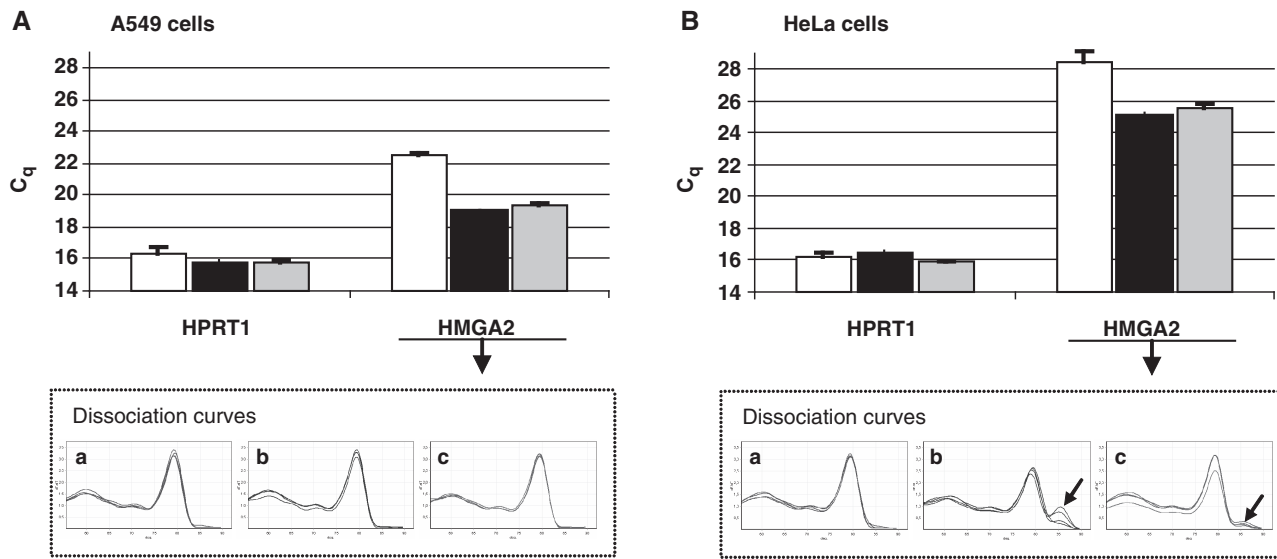 A
A549 cells
28
26
24
22
20
18
16
14
Cq
HPRT1
HMGA2
Dissociation curves
a
b
c
B
HeLa cells
28
26
24
22
20
18
16
14
Cq
HPRT1
HMGA2
Dissociation curves
a
b
c